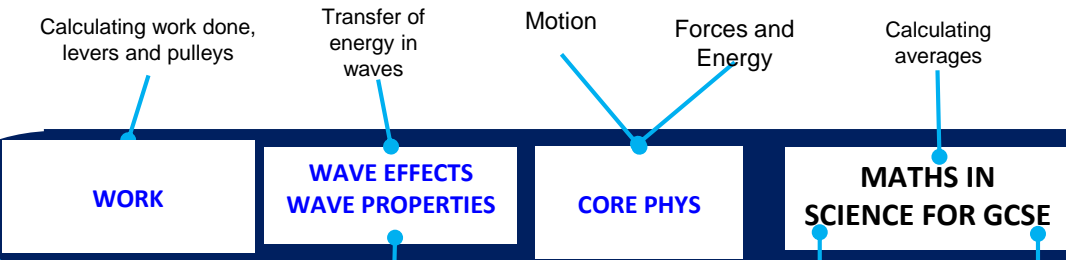 Calculating work done,
levers and pulleys
Transfer of
energy in
waves
Motion
Forces and
Energy
Calculating
averages
WORK
WAVE EFFECTS
WAVE PROPERTIES
CORE PHYS
MATHS IN
SCIENCE FOR GCSE